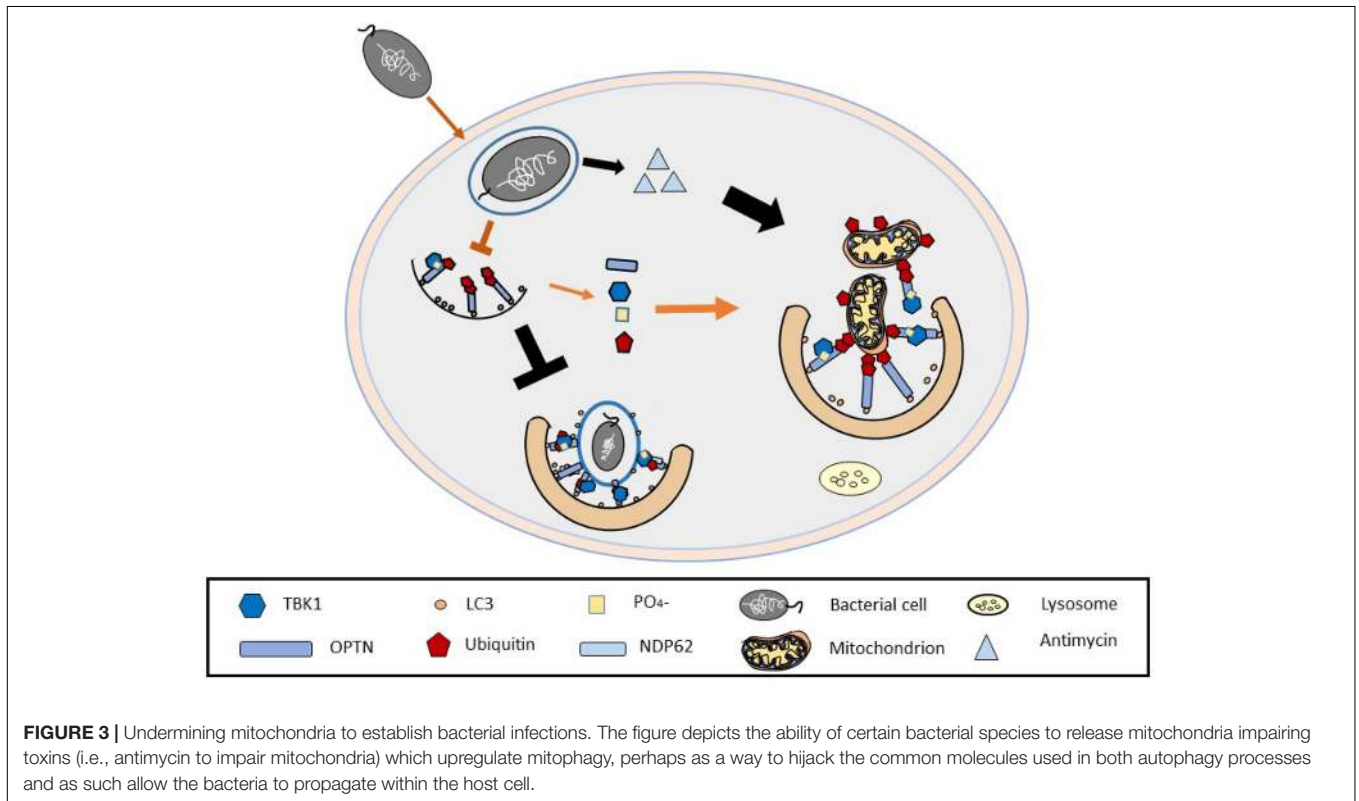 TBK1 LC3 PO₄- Bacterial cell Lysosome
OPTN Ubiquitin NDP62 Mitochondrion Antimycin
FIGURE 3 | Undermining mitochondria to establish bacterial infections. The figure depicts the ability of certain bacterial species to release mitochondria impairing
toxins (i.e., antimycin to impair mitochondria) which upregulate mitophagy, perhaps as a way to hijack the common molecules used in both autophagy processes
and as such allow the bacteria to propagate within the host cell.